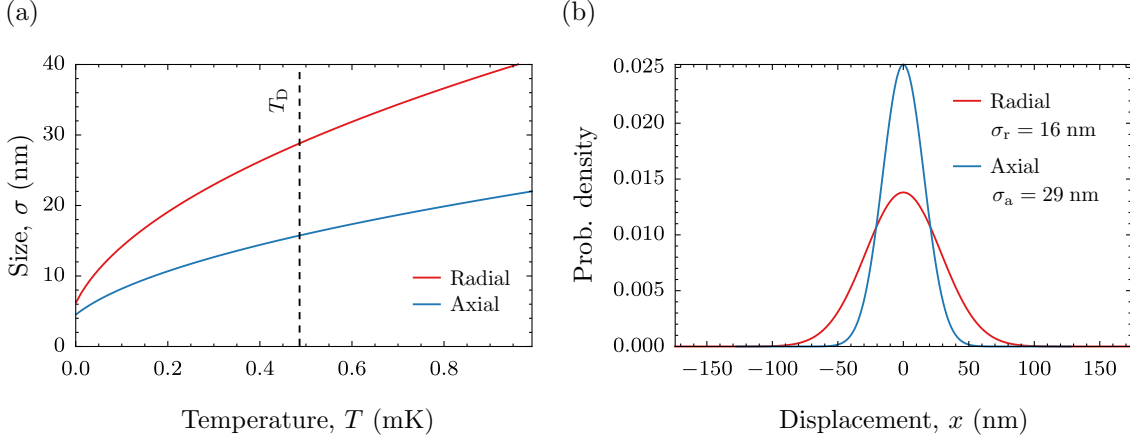 (a)
Size, σ (nm)
40
30
20
10
0
T_D
Radial
Axial
0.0 0.2 0.4 0.6 0.8
Temperature, T (mK)
(b)
Prob. density
0.025
0.020
0.015
0.010
0.005
0.000
Radial
σ_r = 16 nm
Axial
σ_a = 29 nm
−150 −100 −50 0 50 100 150
Displacement, x (nm)